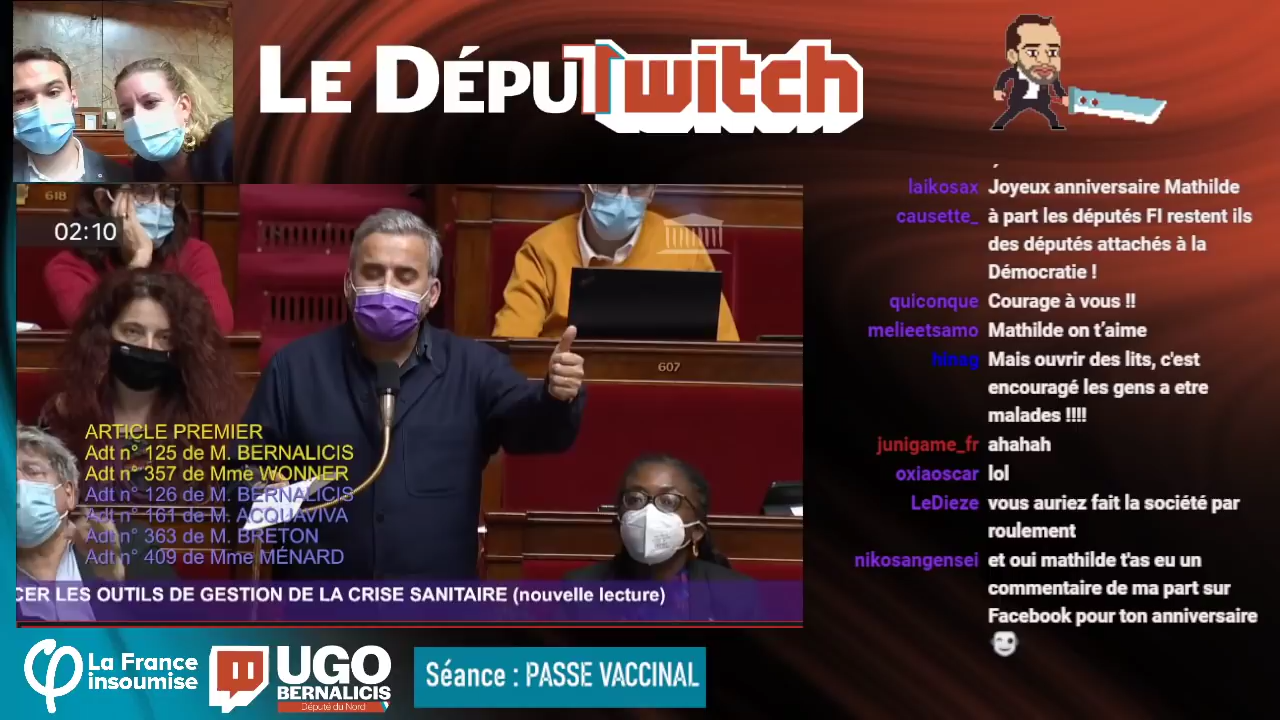 LE DÉPUTwitch
618
02:10
607
ARTICLE PREMIER
Adt n° 125 de M. BERNALICIS
Adt n° 357 de Mme WONNER
Adt n° 126 de M. BERNALICIS
Adt n° 161 de M. ACQUAVIVA
Adt n° 363 de M. BRETON
Adt n° 409 de Mme MÉNARD
CER LES OUTILS DE GESTION DE LA CRISE SANITAIRE (nouvelle lecture)
laikosax Joyeux anniversaire Mathilde
causette_ à part les députés FI restent ils
des députés attachés à la
Démocratie !
quiconque Courage à vous !!
melieetsamo Mathilde on t'aime
hinag Mais ouvrir des lits, c'est
encouragé les gens a etre
malades !!!!
junigame_fr ahahah
oxiaoscar lol
LeDieze vous auriez fait la société par
roulement
nikosangensei et oui mathilde t'as eu un
commentaire de ma part sur
Facebook pour ton anniversaire
La France
insoumise
UGO
BERNALICIS
Député du Nord
Séance : PASSE VACCINAL